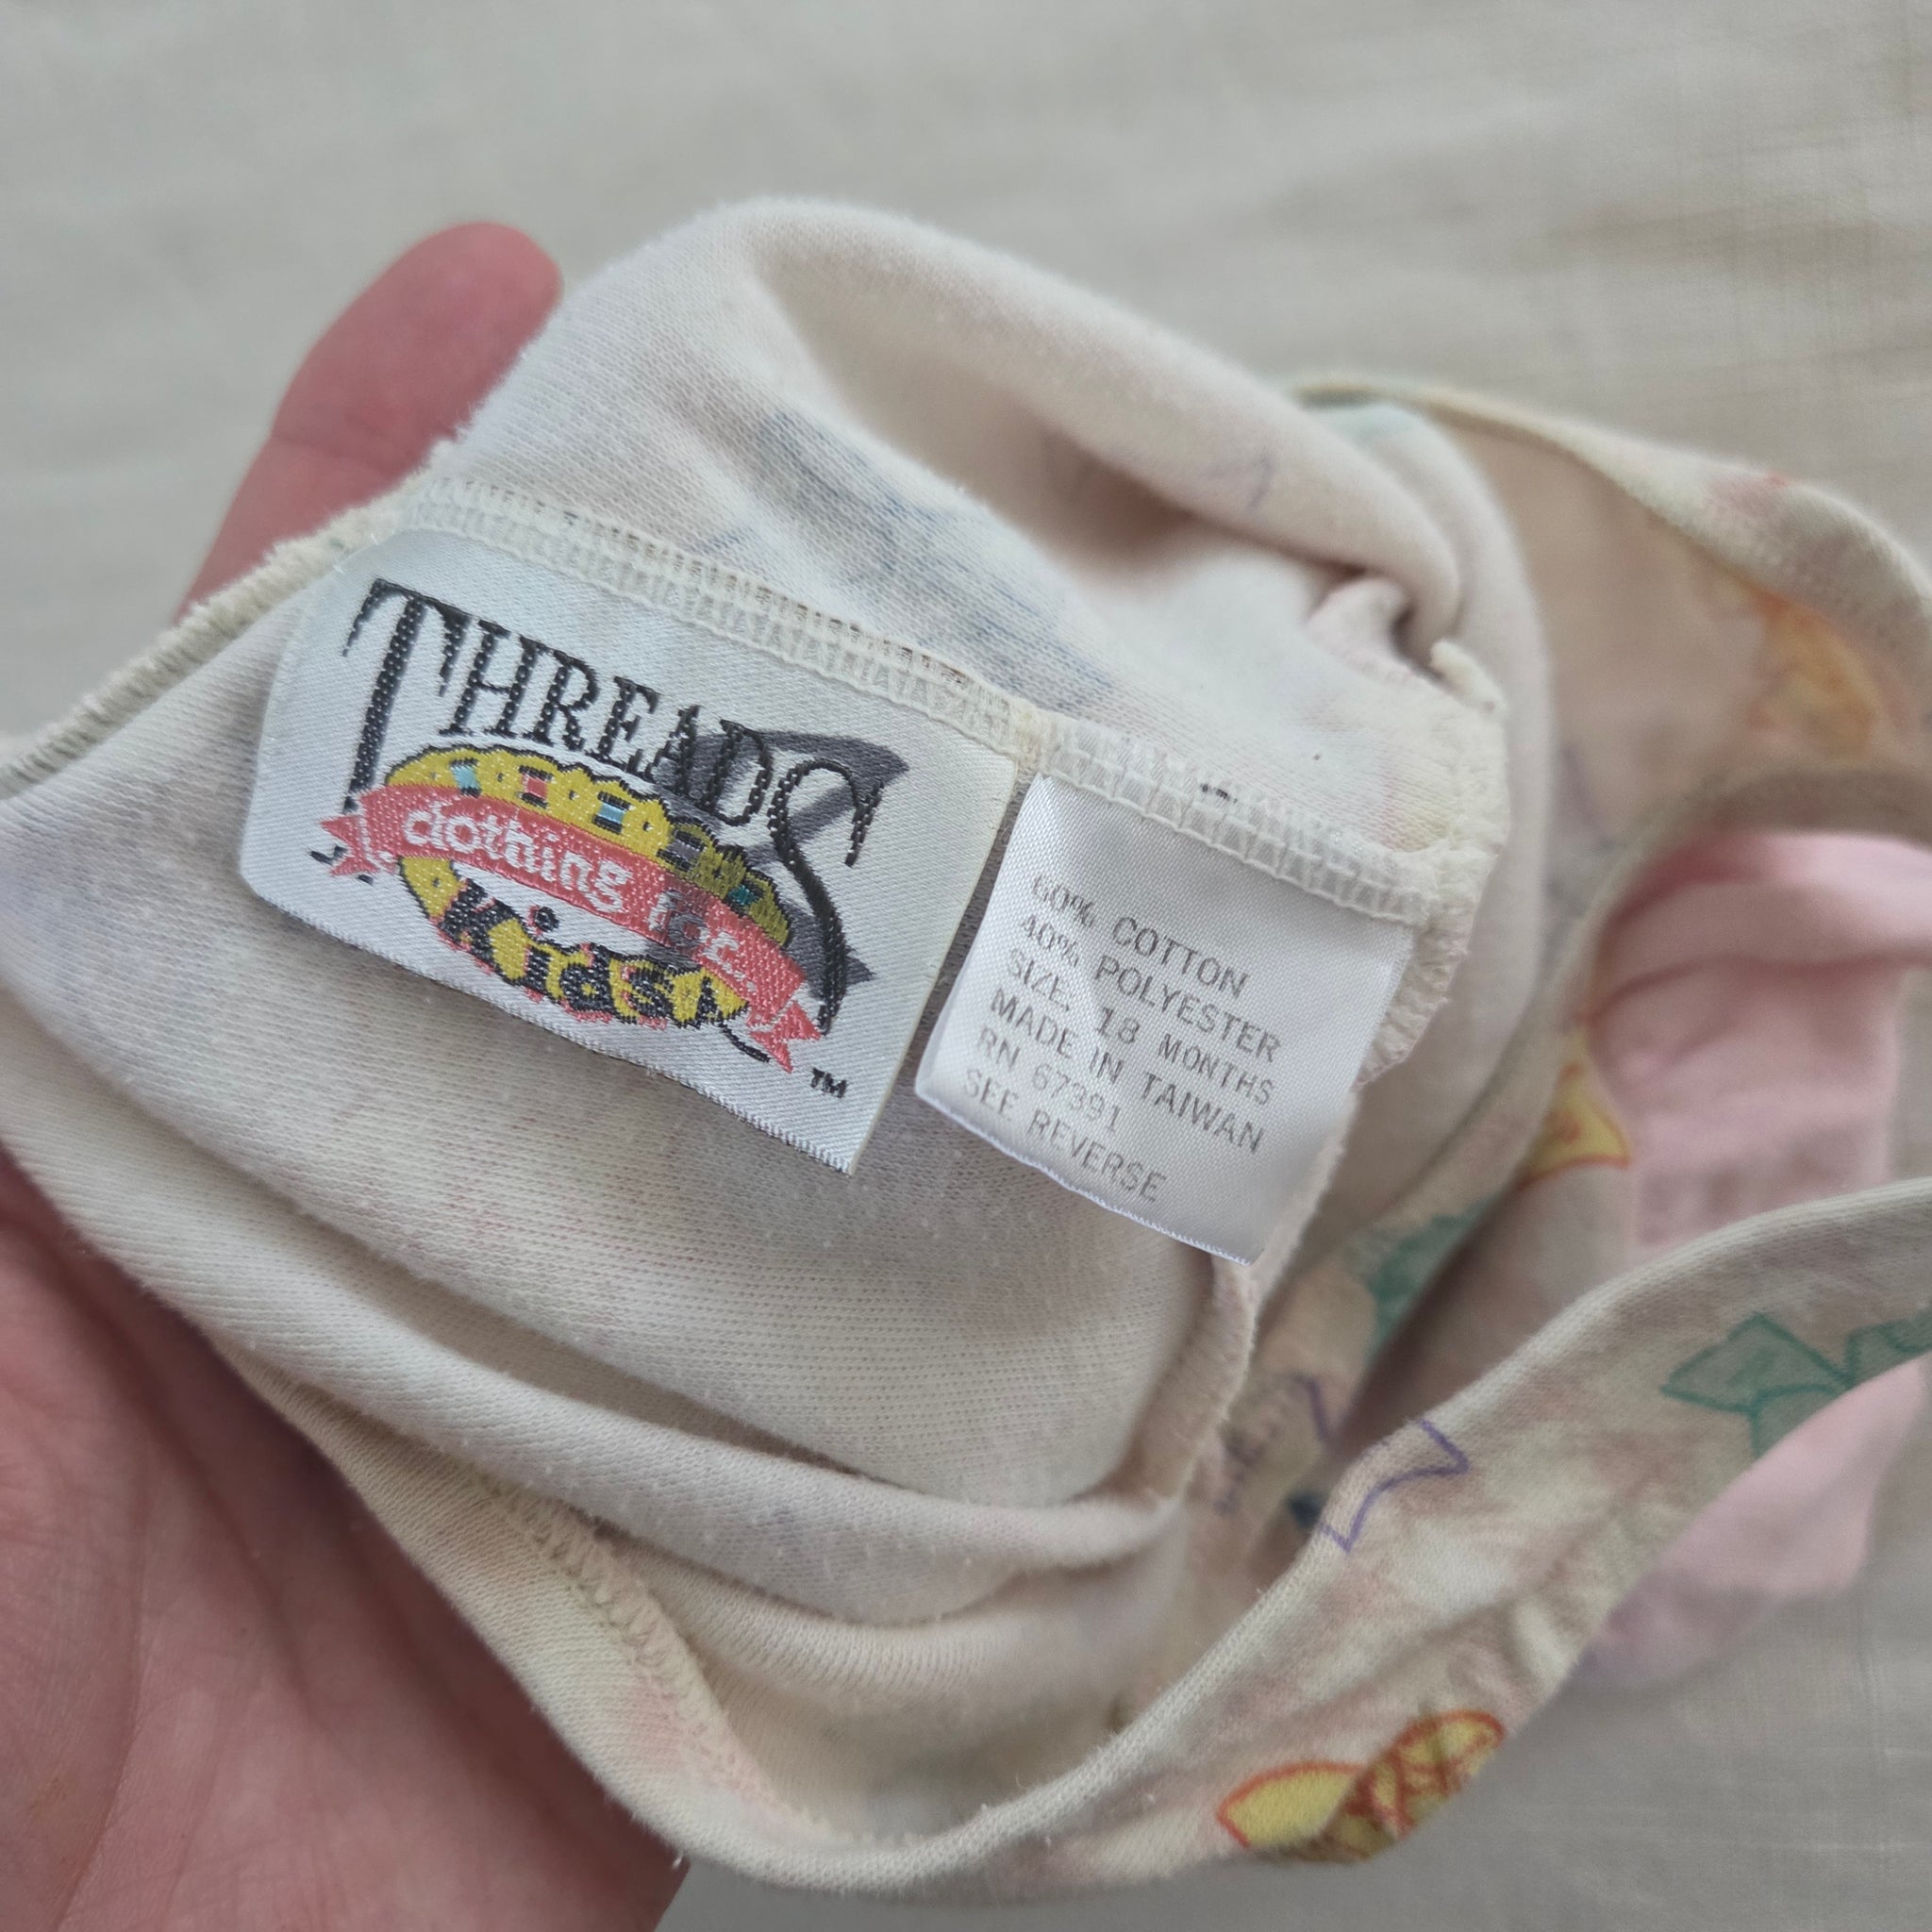 THREADS
clothing for...
Kids!
TM
60% COTTON
40% POLYESTER
SIZE. 18 MONTHS
MADE IN TAIWAN
RN 67391
SEE REVERSE